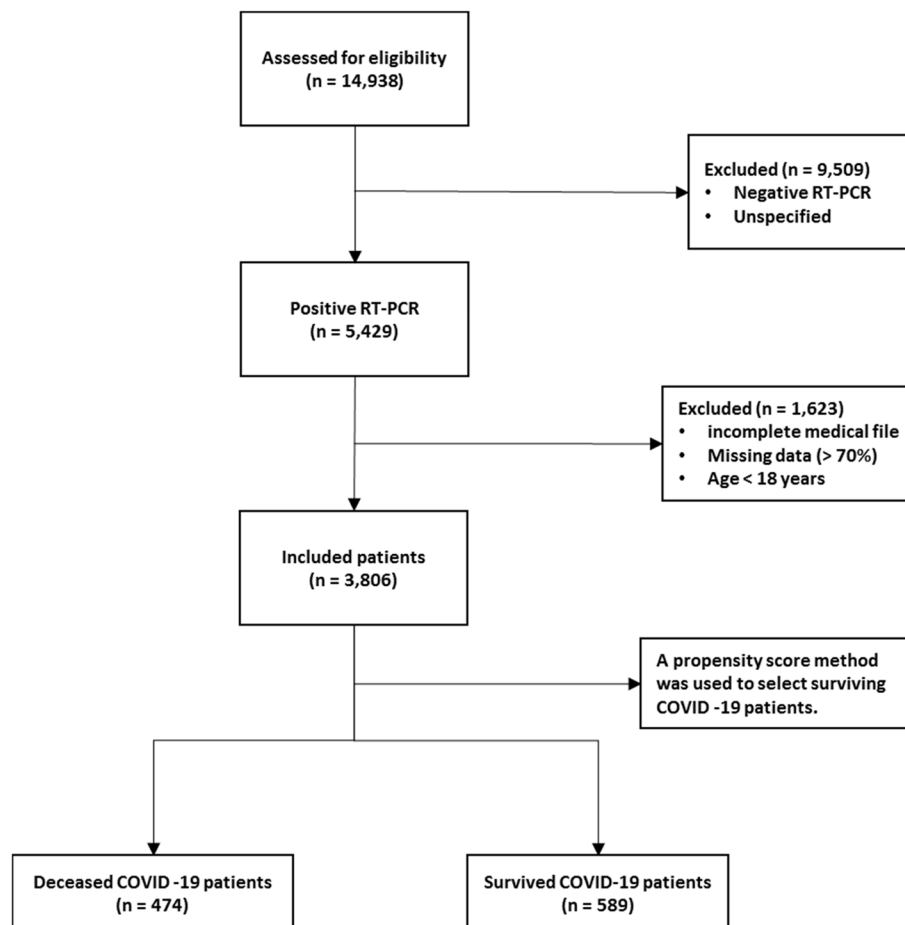 Assessed for eligibility
(n = 14,938)
Excluded (n = 9,509)
• Negative RT-PCR
• Unspecified
Positive RT-PCR
(n = 5,429)
Excluded (n = 1,623)
• incomplete medical file
• Missing data (> 70%)
• Age < 18 years
Included patients
(n = 3,806)
A propensity score method
was used to select surviving
COVID -19 patients.
Deceased COVID -19 patients
(n = 474)
Survived COVID-19 patients
(n = 589)